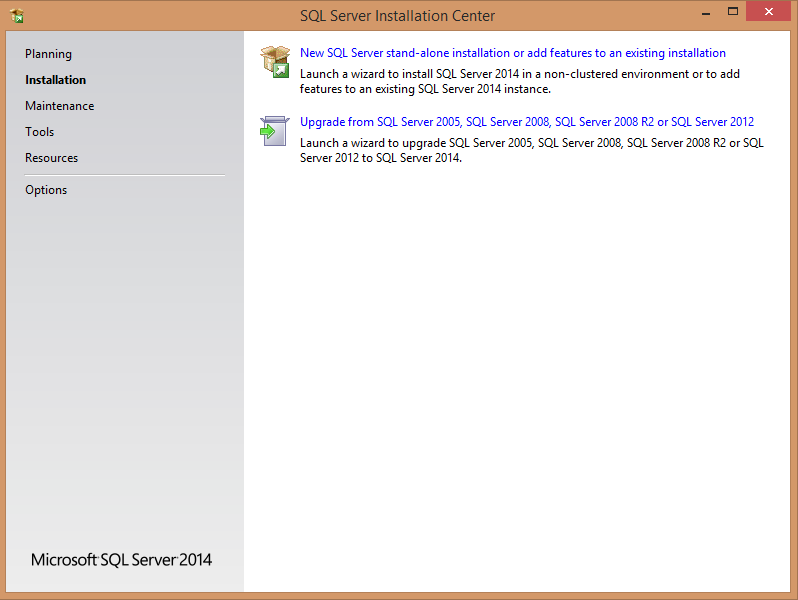 SQL Server Installation Center
Planning
Installation
Maintenance
Tools
Resources
Options
New SQL Server stand-alone installation or add features to an existing installation
Launch a wizard to install SQL Server 2014 in a non-clustered environment or to add
features to an existing SQL Server 2014 instance.
Upgrade from SQL Server 2005, SQL Server 2008, SQL Server 2008 R2 or SQL Server 2012
Launch a wizard to upgrade SQL Server 2005, SQL Server 2008, SQL Server 2008 R2 or SQL
Server 2012 to SQL Server 2014.
Microsoft SQL Server 2014